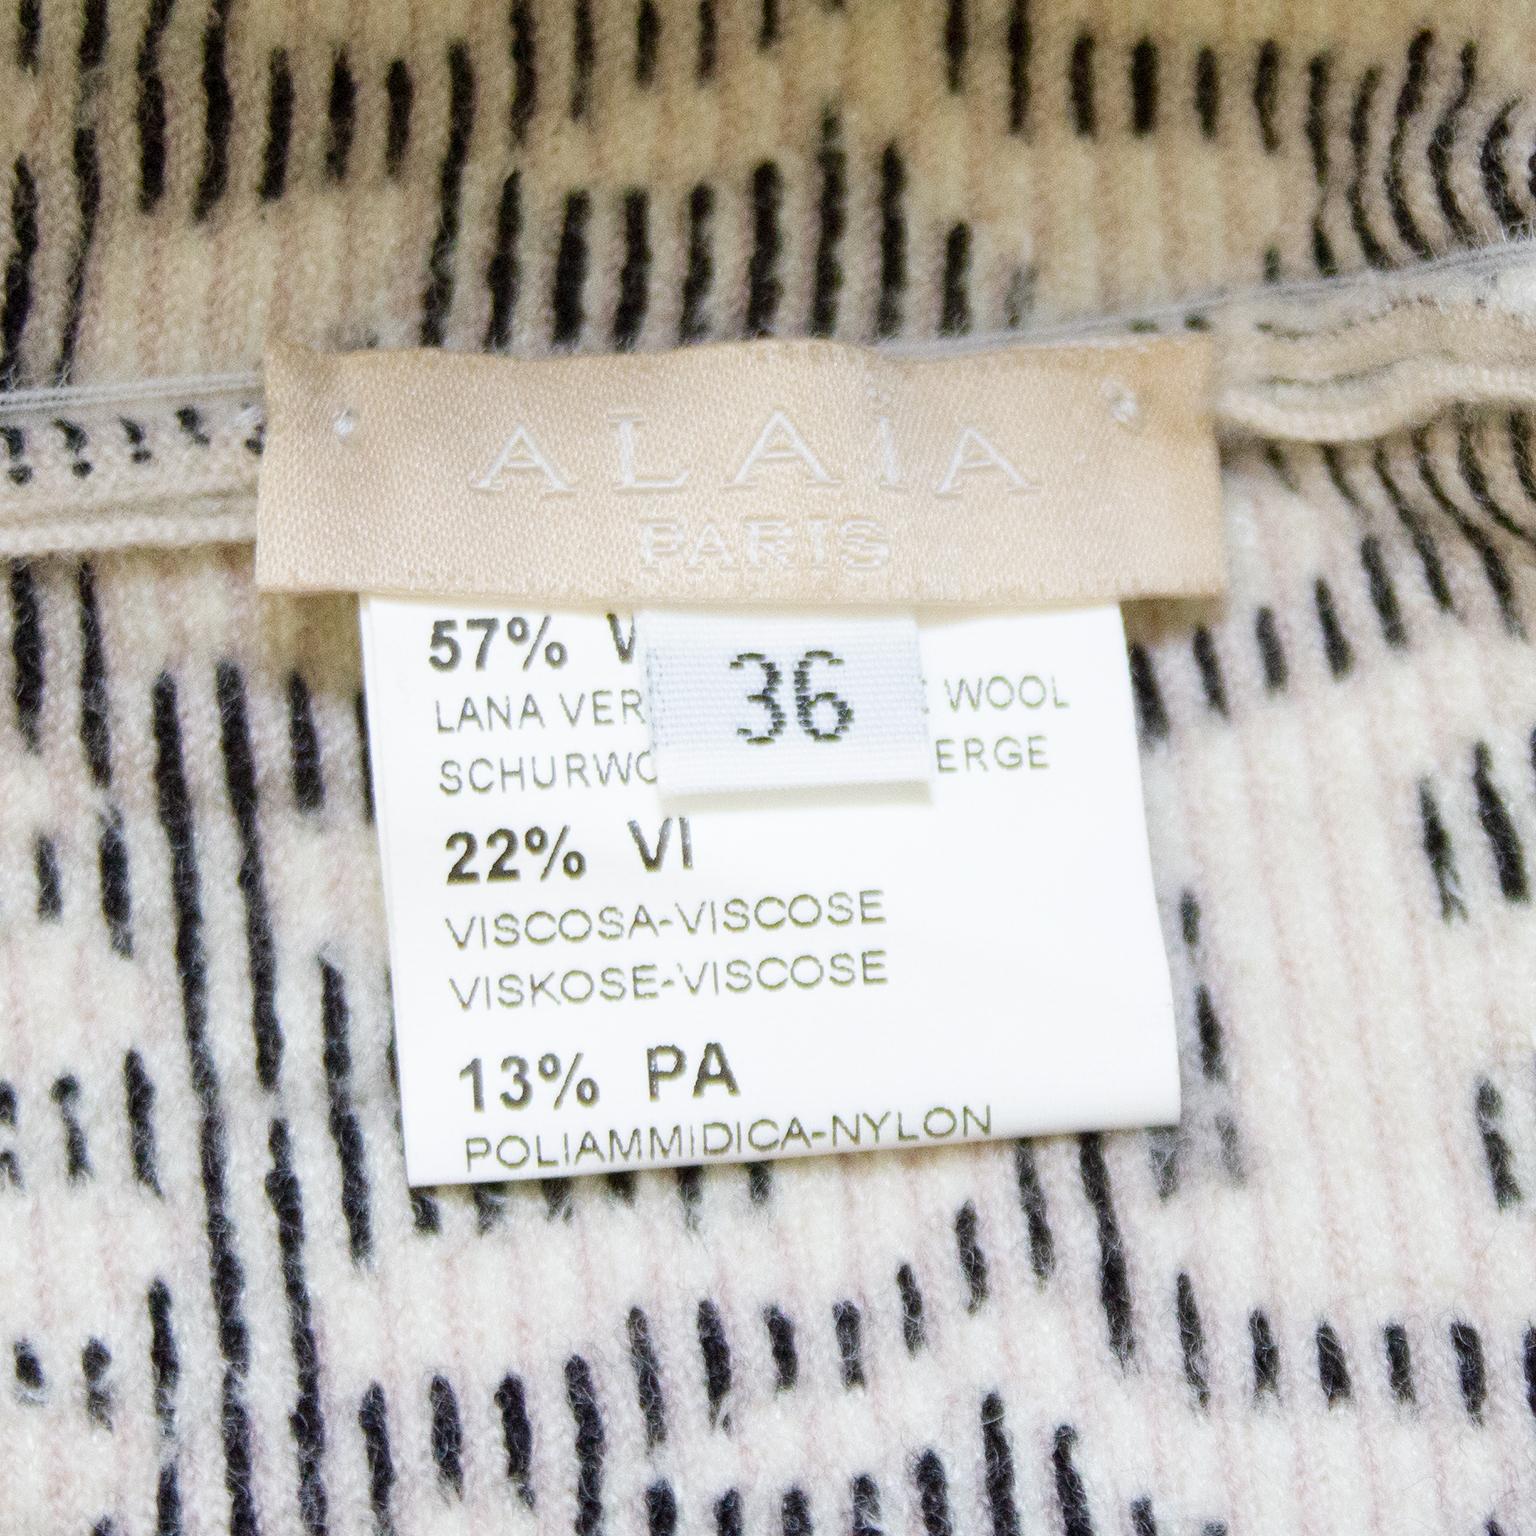 ALAïA
PARIS
36
57%
LANA VER WOOL
SCHURWO ERGE
22% VI
VISCOSA-VISCOSE
VISKOSE-VISCOSE
13% PA
POLIAMMIDICA-NYLON